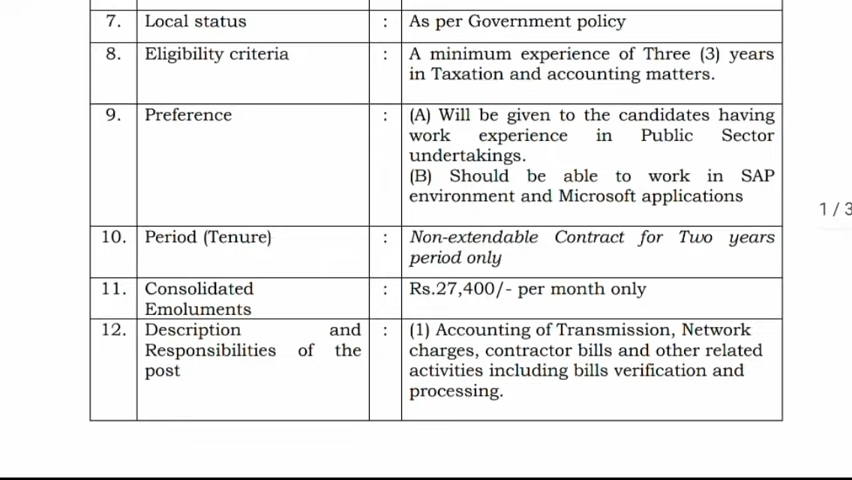 7. Local status : As per Government policy
8. Eligibility criteria : A minimum experience of Three (3) years
in Taxation and accounting matters.
9. Preference : (A) Will be given to the candidates having
work experience in Public Sector
undertakings.
(B) Should be able to work in SAP
environment and Microsoft applications
1 / 3
10. Period (Tenure) : Non-extendable Contract for Two years
period only
11. Consolidated : Rs.27,400/- per month only
Emoluments
12. Description and : (1) Accounting of Transmission, Network
Responsibilities of the charges, contractor bills and other related
post activities including bills verification and
processing.